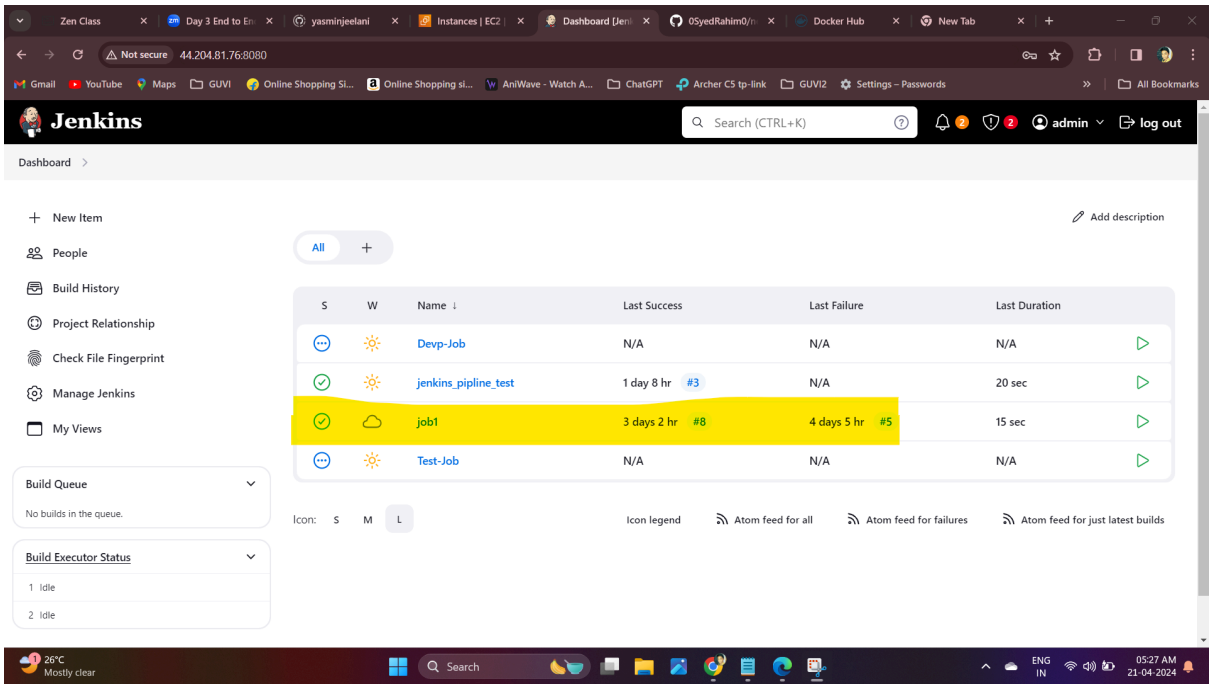 Zen Class
zm Day 3 End to En
yasminjeelani
Instances | EC2 |
Dashboard [Jenk
0SyedRahim0/n
Docker Hub
New Tab
Not secure 44.204.81.76:8080
Gmail YouTube Maps GUVI Online Shopping Si... a Online Shopping si... AniWave - Watch A... ChatGPT Archer C5 tp-link GUVI2 Settings – Passwords » All Bookmarks
Jenkins Search (CTRL+K) ? 2 2 admin log out
Dashboard >
+ New Item
Add description
People
All +
Build History
Project Relationship
Check File Fingerprint
Manage Jenkins
My Views
S W Name ↓ Last Success Last Failure Last Duration
Devp-Job N/A N/A N/A
jenkins_pipline_test 1 day 8 hr #3 N/A 20 sec
job1 3 days 2 hr #8 4 days 5 hr #5 15 sec
Test-Job N/A N/A N/A
Build Queue
No builds in the queue.
Icon: S M L Icon legend Atom feed for all Atom feed for failures Atom feed for just latest builds
Build Executor Status
1 Idle
2 Idle
1 26°C
Mostly clear
Search
ENG
IN
05:27 AM
21-04-2024